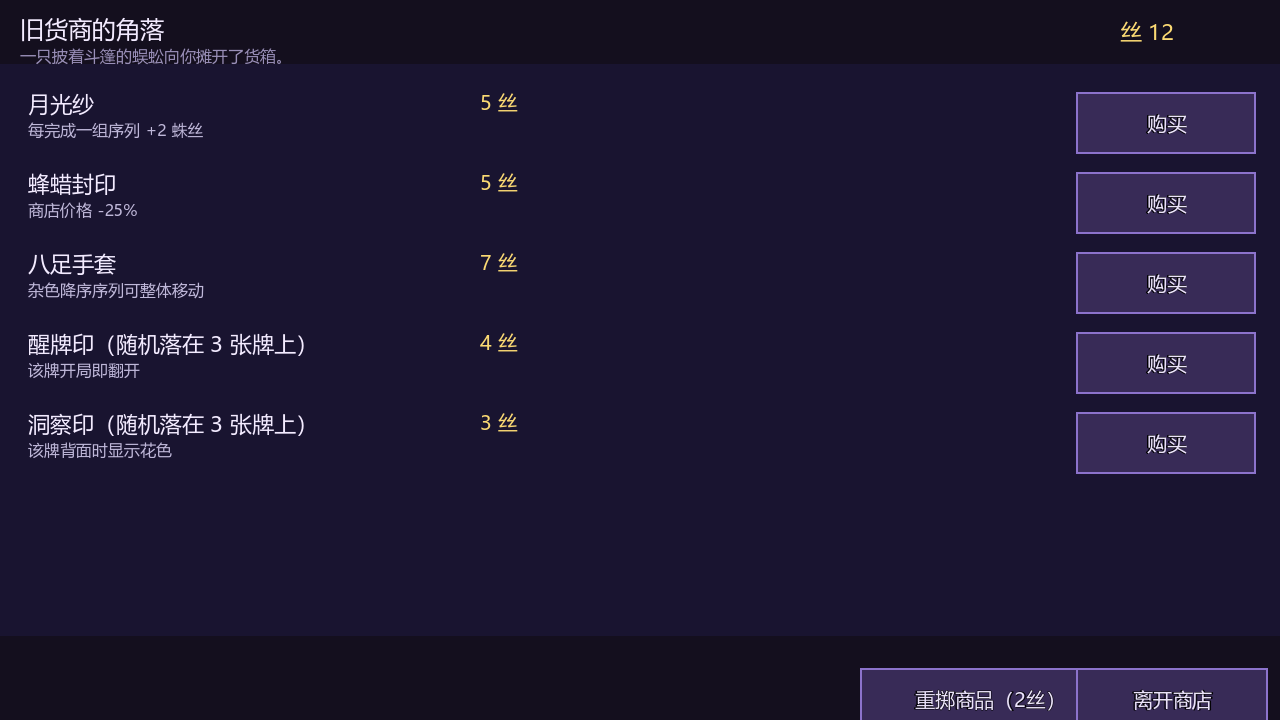 旧货商的角落
丝 12
一只披着斗篷的蜈蚣向你摊开了货箱。
月光纱
5 丝
购买
每完成一组序列 +2 蛛丝
蜂蜡封印
5 丝
购买
商店价格 -25%
八足手套
7 丝
购买
杂色降序序列可整体移动
醒牌印（随机落在 3 张牌上）
4 丝
购买
该牌开局即翻开
洞察印（随机落在 3 张牌上）
3 丝
购买
该牌背面时显示花色
重掷商品（2丝）
离开商店